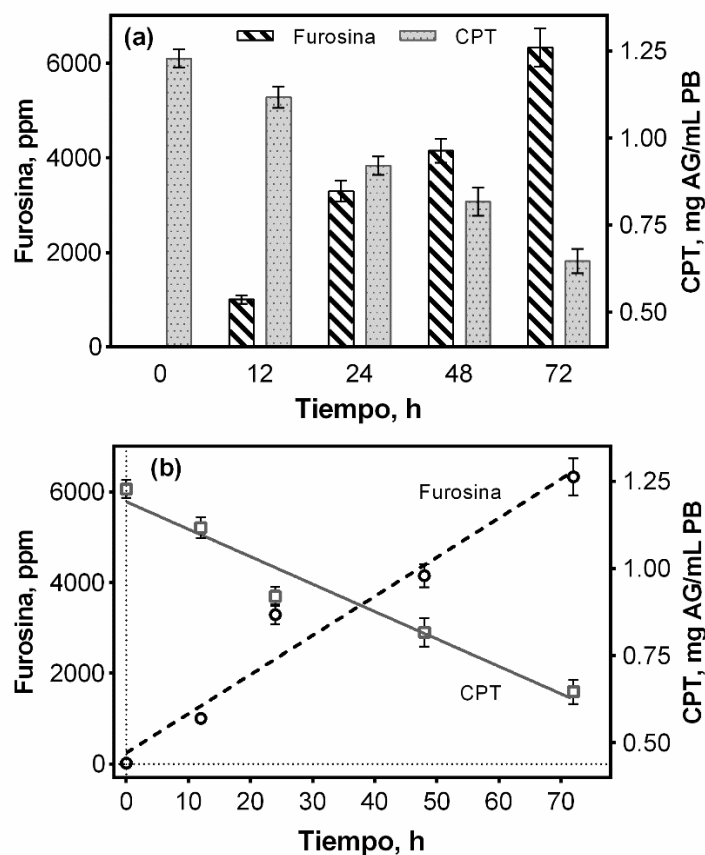 (a) Furosina CPT
6000
4000
2000
0
Furosina, ppm
1.25
1.00
0.75
0.50
CPT, mg AG/mL PB
0 12 24 48 72
Tiempo, h
(b)
Furosina
CPT
6000
4000
2000
0
Furosina, ppm
1.25
1.00
0.75
0.50
CPT, mg AG/mL PB
0 10 20 30 40 50 60 70
Tiempo, h